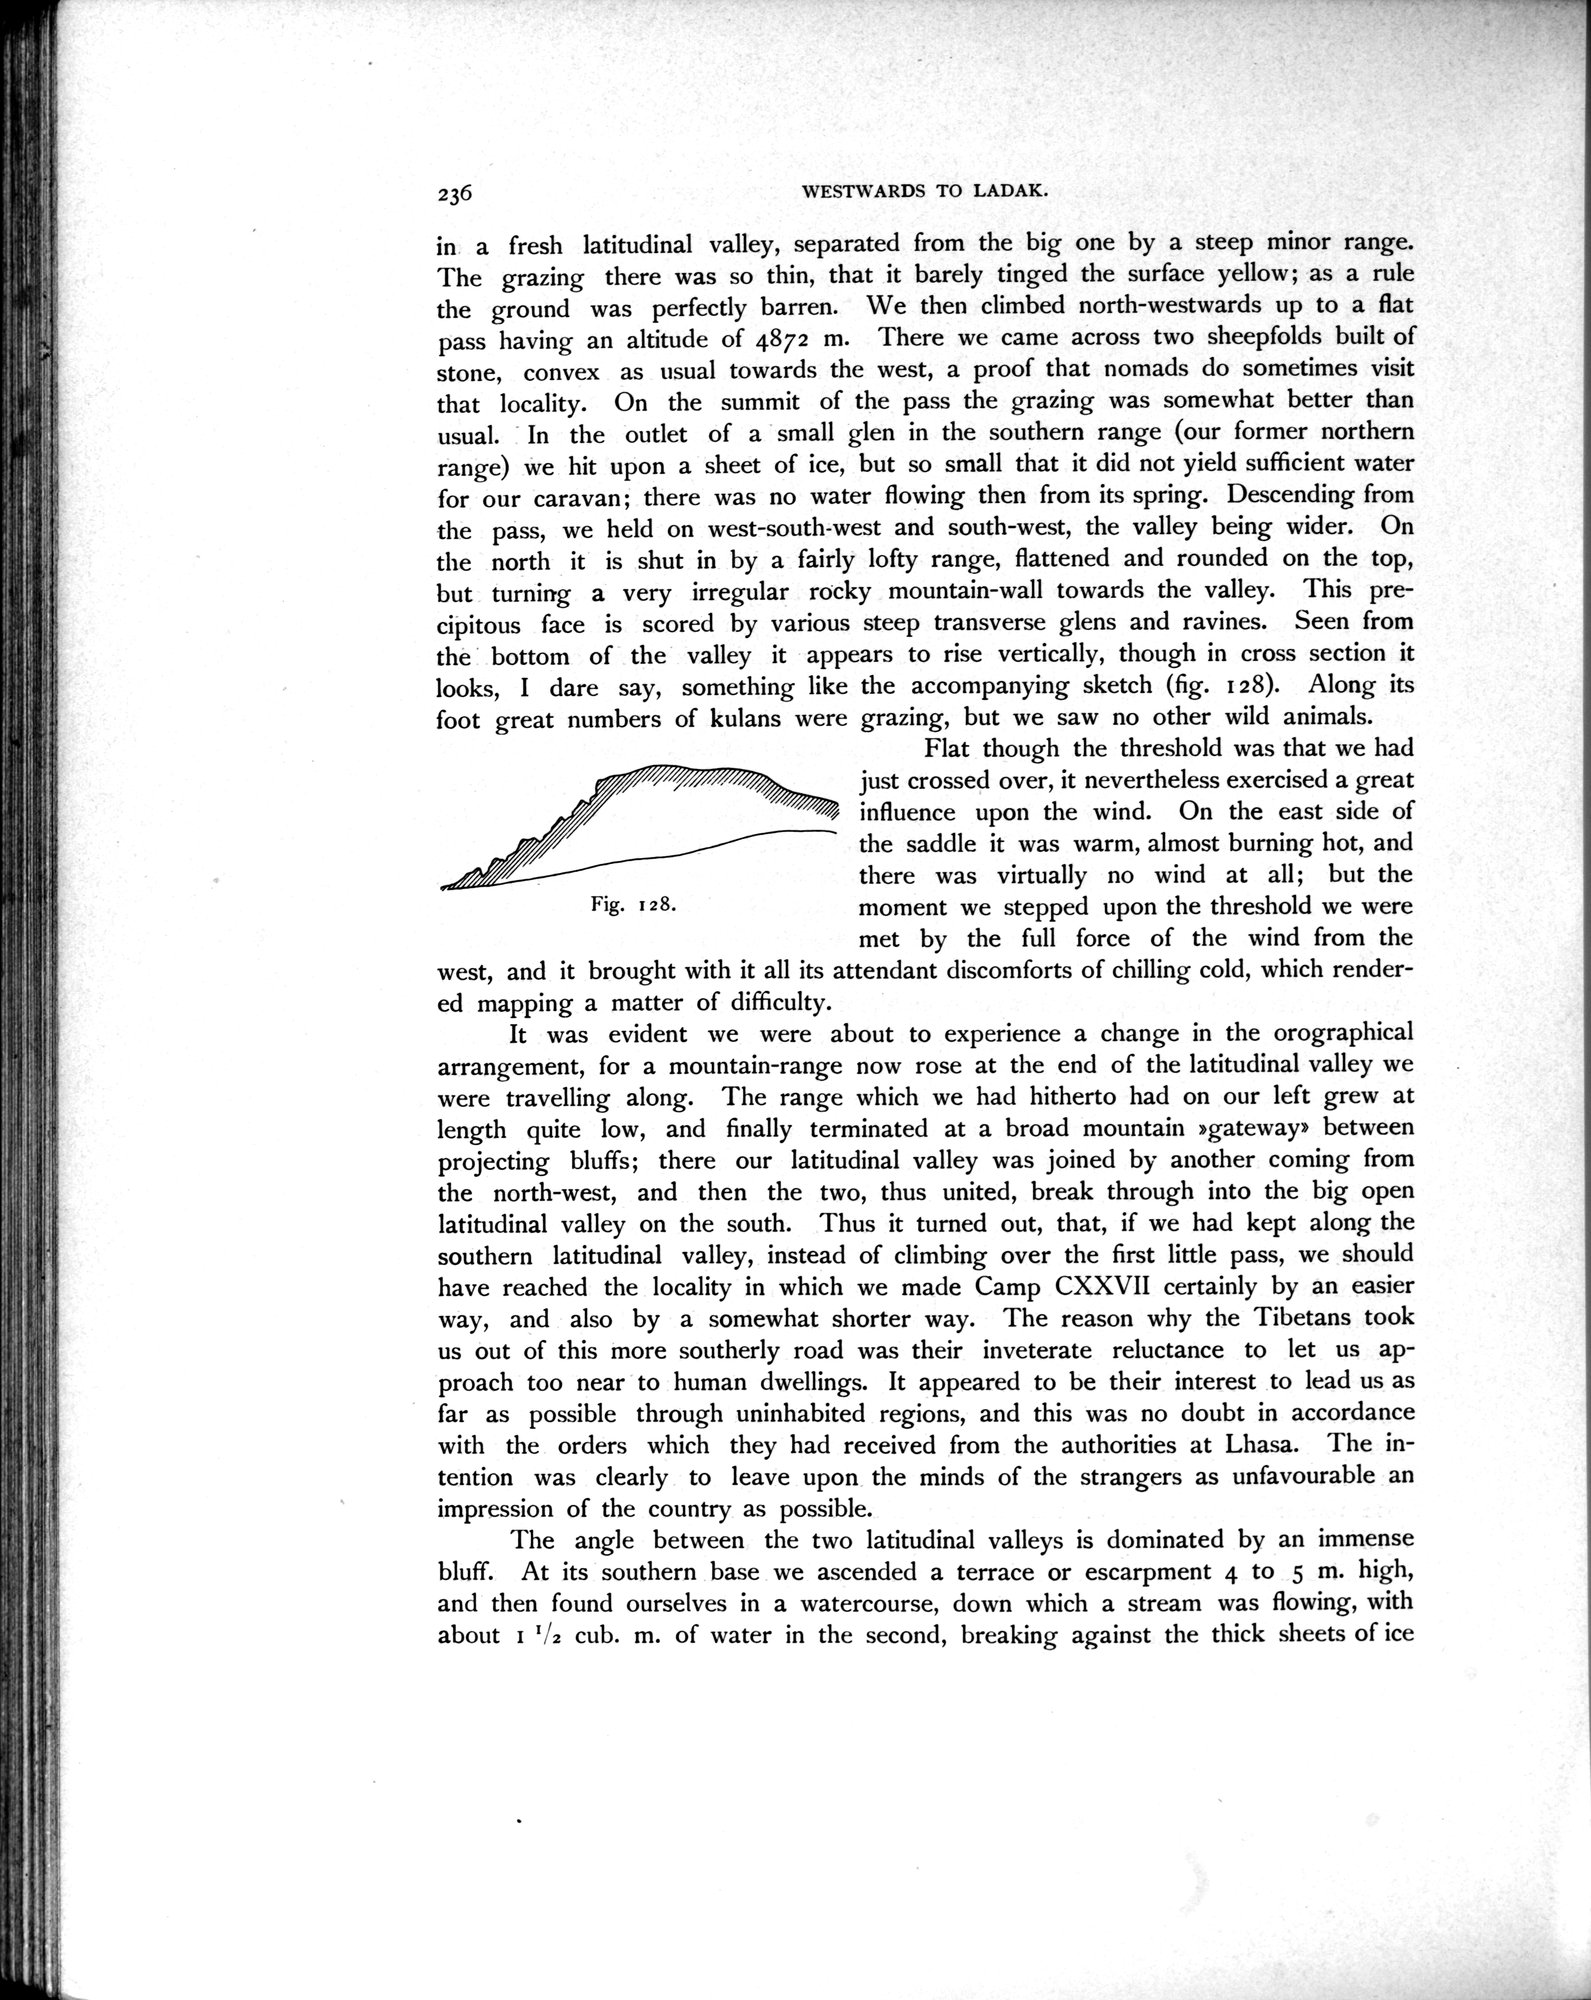 236 WESTWARDS TO LADAK.
in a fresh latitudinal valley, separated from the big one by a steep minor range.
The grazing there was so thin, that it barely tinged the surface yellow; as a rule
the ground was perfectly barren. We then climbed north-westwards up to a flat
pass having an altitude of 4872 m. There we came across two sheepfolds built of
stone, convex as usual towards the west, a proof that nomads do sometimes visit
that locality. On the summit of the pass the grazing was somewhat better than
usual. In the outlet of a small glen in the southern range (our former northern
range) we hit upon a sheet of ice, but so small that it did not yield sufficient water
for our caravan; there was no water flowing then from its spring. Descending from
the pass, we held on west-south-west and south-west, the valley being wider. On
the north it is shut in by a fairly lofty range, flattened and rounded on the top,
but turning a very irregular rocky mountain-wall towards the valley. This pre-
cipitous face is scored by various steep transverse glens and ravines. Seen from
the bottom of the valley it appears to rise vertically, though in cross section it
looks, I dare say, something like the accompanying sketch (fig. 128). Along its
foot great numbers of kulans were grazing, but we saw no other wild animals.
Flat though the threshold was that we had
just crossed over, it nevertheless exercised a great
influence upon the wind. On the east side of
the saddle it was warm, almost burning hot, and
there was virtually no wind at all; but the
Fig. 128.
moment we stepped upon the threshold we were
met by the full force of the wind from the
west, and it brought with it all its attendant discomforts of chilling cold, which render-
ed mapping a matter of difficulty.
It was evident we were about to experience a change in the orographical
arrangement, for a mountain-range now rose at the end of the latitudinal valley we
were travelling along. The range which we had hitherto had on our left grew at
length quite low, and finally terminated at a broad mountain »gateway» between
projecting bluffs; there our latitudinal valley was joined by another coming from
the north-west, and then the two, thus united, break through into the big open
latitudinal valley on the south. Thus it turned out, that, if we had kept along the
southern latitudinal valley, instead of climbing over the first little pass, we should
have reached the locality in which we made Camp CXXVII certainly by an easier
way, and also by a somewhat shorter way. The reason why the Tibetans took
us out of this more southerly road was their inveterate reluctance to let us ap-
proach too near to human dwellings. It appeared to be their interest to lead us as
far as possible through uninhabited regions, and this was no doubt in accordance
with the orders which they had received from the authorities at Lhasa. The in-
tention was clearly to leave upon the minds of the strangers as unfavourable an
impression of the country as possible.
The angle between the two latitudinal valleys is dominated by an immense
bluff. At its southern base we ascended a terrace or escarpment 4 to 5 m. high,
and then found ourselves in a watercourse, down which a stream was flowing, with
about 1 1/2 cub. m. of water in the second, breaking against the thick sheets of ice